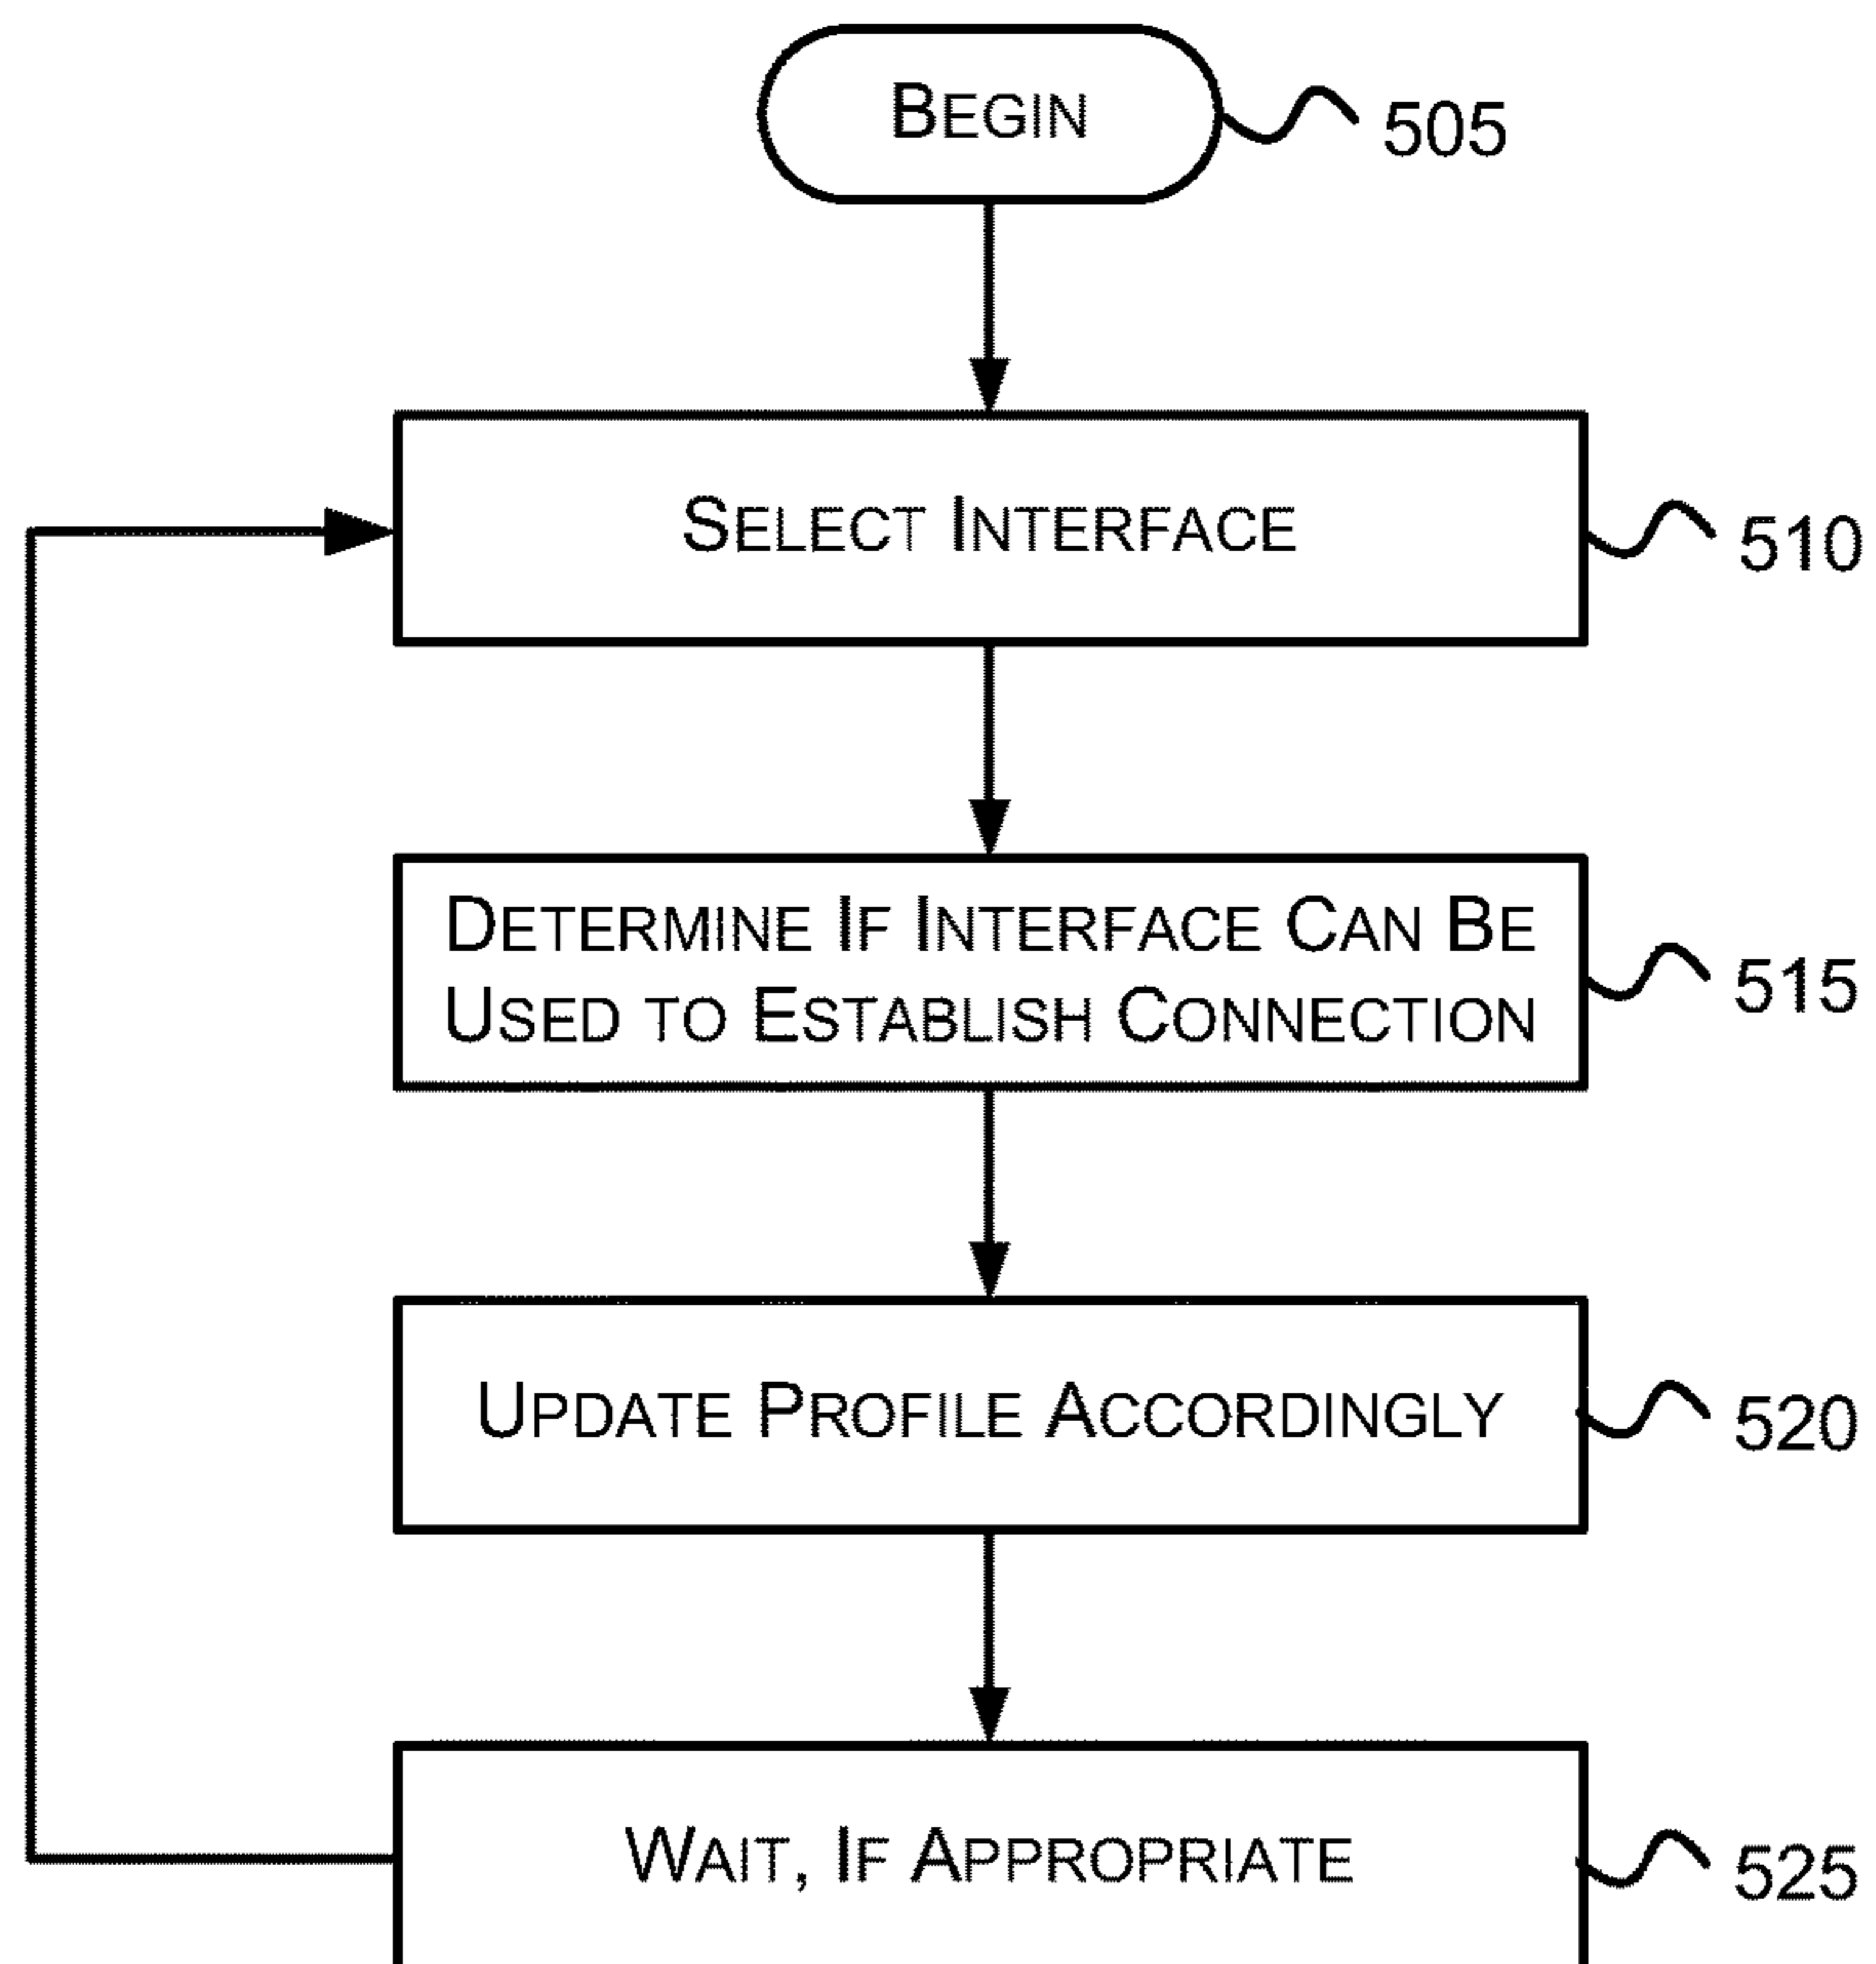 BEGIN
505
SELECT INTERFACE
510
DETERMINE IF INTERFACE CAN BE
USED TO ESTABLISH CONNECTION
515
UPDATE PROFILE ACCORDINGLY
520
WAIT, IF APPROPRIATE
525